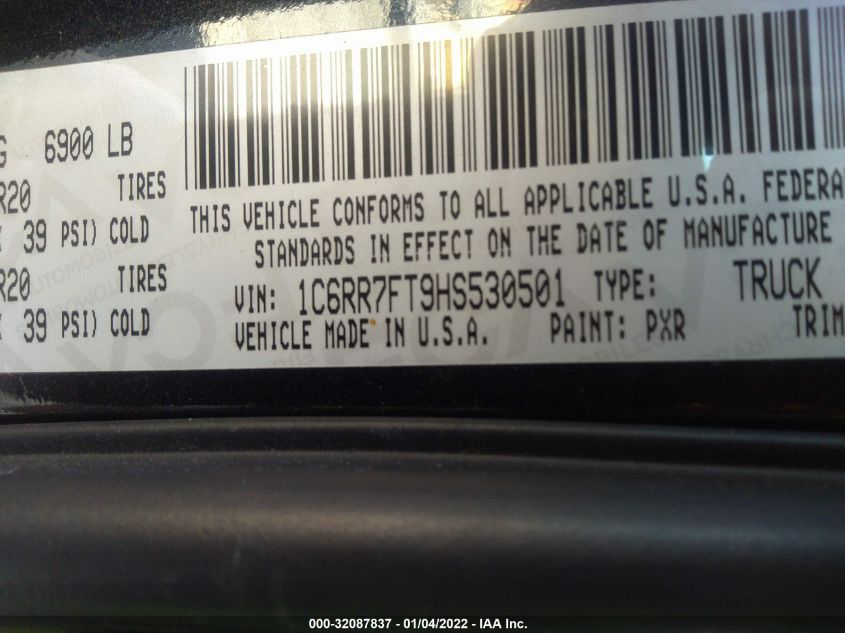 G 6900 LB
R20 TIRES
39 PSI) COLD
R20 TIRES
39 PSI) COLD
THIS VEHICLE CONFORMS TO ALL APPLICABLE U.S.A. FEDERA
STANDARDS IN EFFECT ON THE DATE OF MANUFACTURE
VIN: 1C6RR7FT9HS530501 TYPE: TRUCK
VEHICLE MADE IN U.S.A. PAINT: PXR TRIM
000-32087837 - 01/04/2022 - IAA Inc.